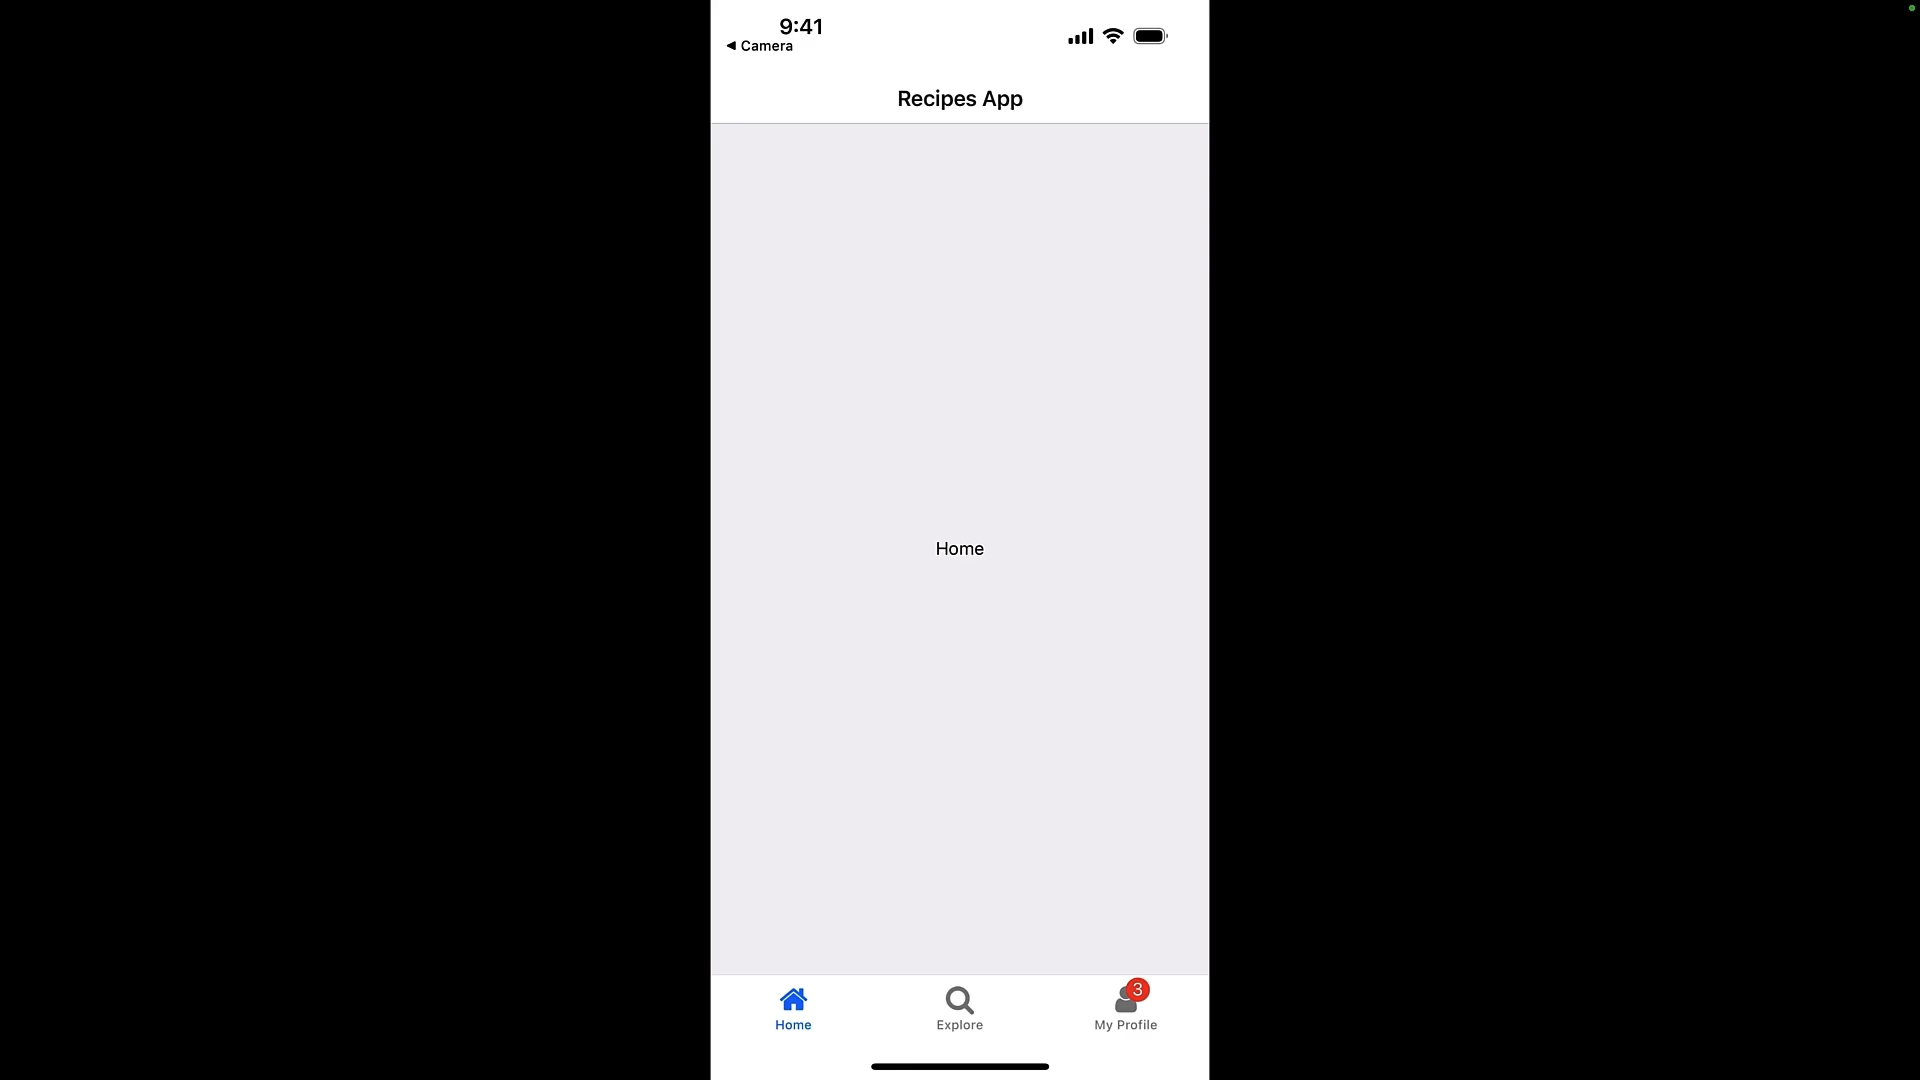 9:41
◀ Camera
Recipes App
Home
3
Home
Explore
My Profile